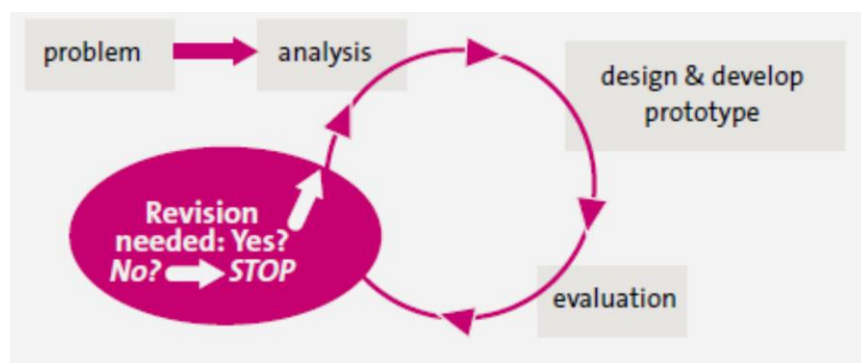 problem
analysis
design & develop
prototype
Revision
needed: Yes?
No? STOP
evaluation